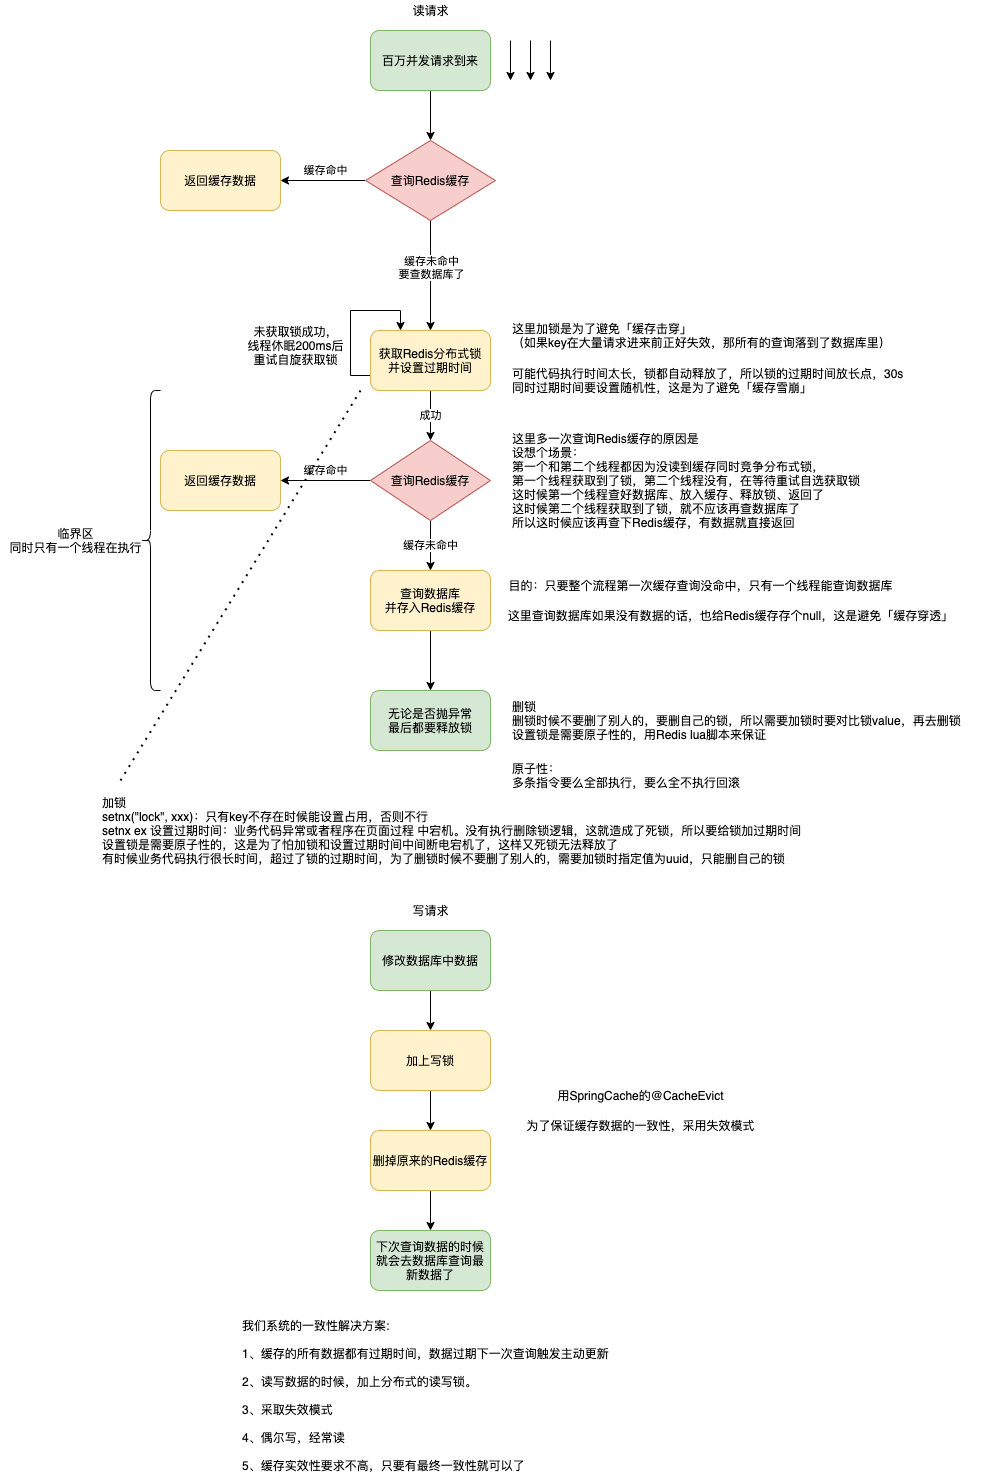 读请求
百万并发请求到来
返回缓存数据
缓存命中
查询Redis缓存
缓存未命中
要查数据库了
未获取锁成功，
线程休眠200ms后
重试自旋获取锁
获取Redis分布式锁
并设置过期时间
这里加锁是为了避免「缓存击穿」
（如果key在大量请求进来前正好失效，那所有的查询落到了数据库里）
可能代码执行时间太长，锁都自动释放了，所以锁的过期时间放长点，30s
同时过期时间要设置随机性，这是为了避免「缓存雪崩」
成功
返回缓存数据
缓存命中
查询Redis缓存
这里多一次查询Redis缓存的原因是
设想个场景：
第一个和第二个线程都因为没读到缓存同时竞争分布式锁，
第一个线程获取到了锁，第二个线程没有，在等待重试自选获取锁
这时候第一个线程查好数据库、放入缓存、释放锁、返回了
这时候第二个线程获取到了锁，就不应该再查数据库了
所以这时候应该再查下Redis缓存，有数据就直接返回
临界区
同时只有一个线程在执行
缓存未命中
查询数据库
并存入Redis缓存
目的：只要整个流程第一次缓存查询没命中，只有一个线程能查询数据库
这里查询数据库如果没有数据的话，也给Redis缓存存个null，这是避免「缓存穿透」
无论是否抛异常
最后都要释放锁
删锁
删锁时候不要删了别人的，要删自己的锁，所以需要加锁时要对比锁value，再去删锁
设置锁是需要原子性的，用Redis lua脚本来保证
原子性：
多条指令要么全部执行，要么全不执行回滚
加锁
setnx("lock", xxx)：只有key不存在时候能设置占用，否则不行
setnx ex 设置过期时间：业务代码异常或者程序在页面过程 中宕机。没有执行删除锁逻辑，这就造成了死锁，所以要给锁加过期时间
设置锁是需要原子性的，这是为了怕加锁和设置过期时间中间断电宕机了，这样又死锁无法释放了
有时候业务代码执行很长时间，超过了锁的过期时间，为了删锁时候不要删了别人的，需要加锁时指定值为uuid，只能删自己的锁
写请求
修改数据库中数据
加上写锁
用SpringCache的@CacheEvict
为了保证缓存数据的一致性，采用失效模式
删掉原来的Redis缓存
下次查询数据的时候
就会去数据库查询最
新数据了
我们系统的一致性解决方案:
1、缓存的所有数据都有过期时间，数据过期下一次查询触发主动更新
2、读写数据的时候，加上分布式的读写锁。
3、采取失效模式
4、偶尔写，经常读
5、缓存实效性要求不高，只要有最终一致性就可以了